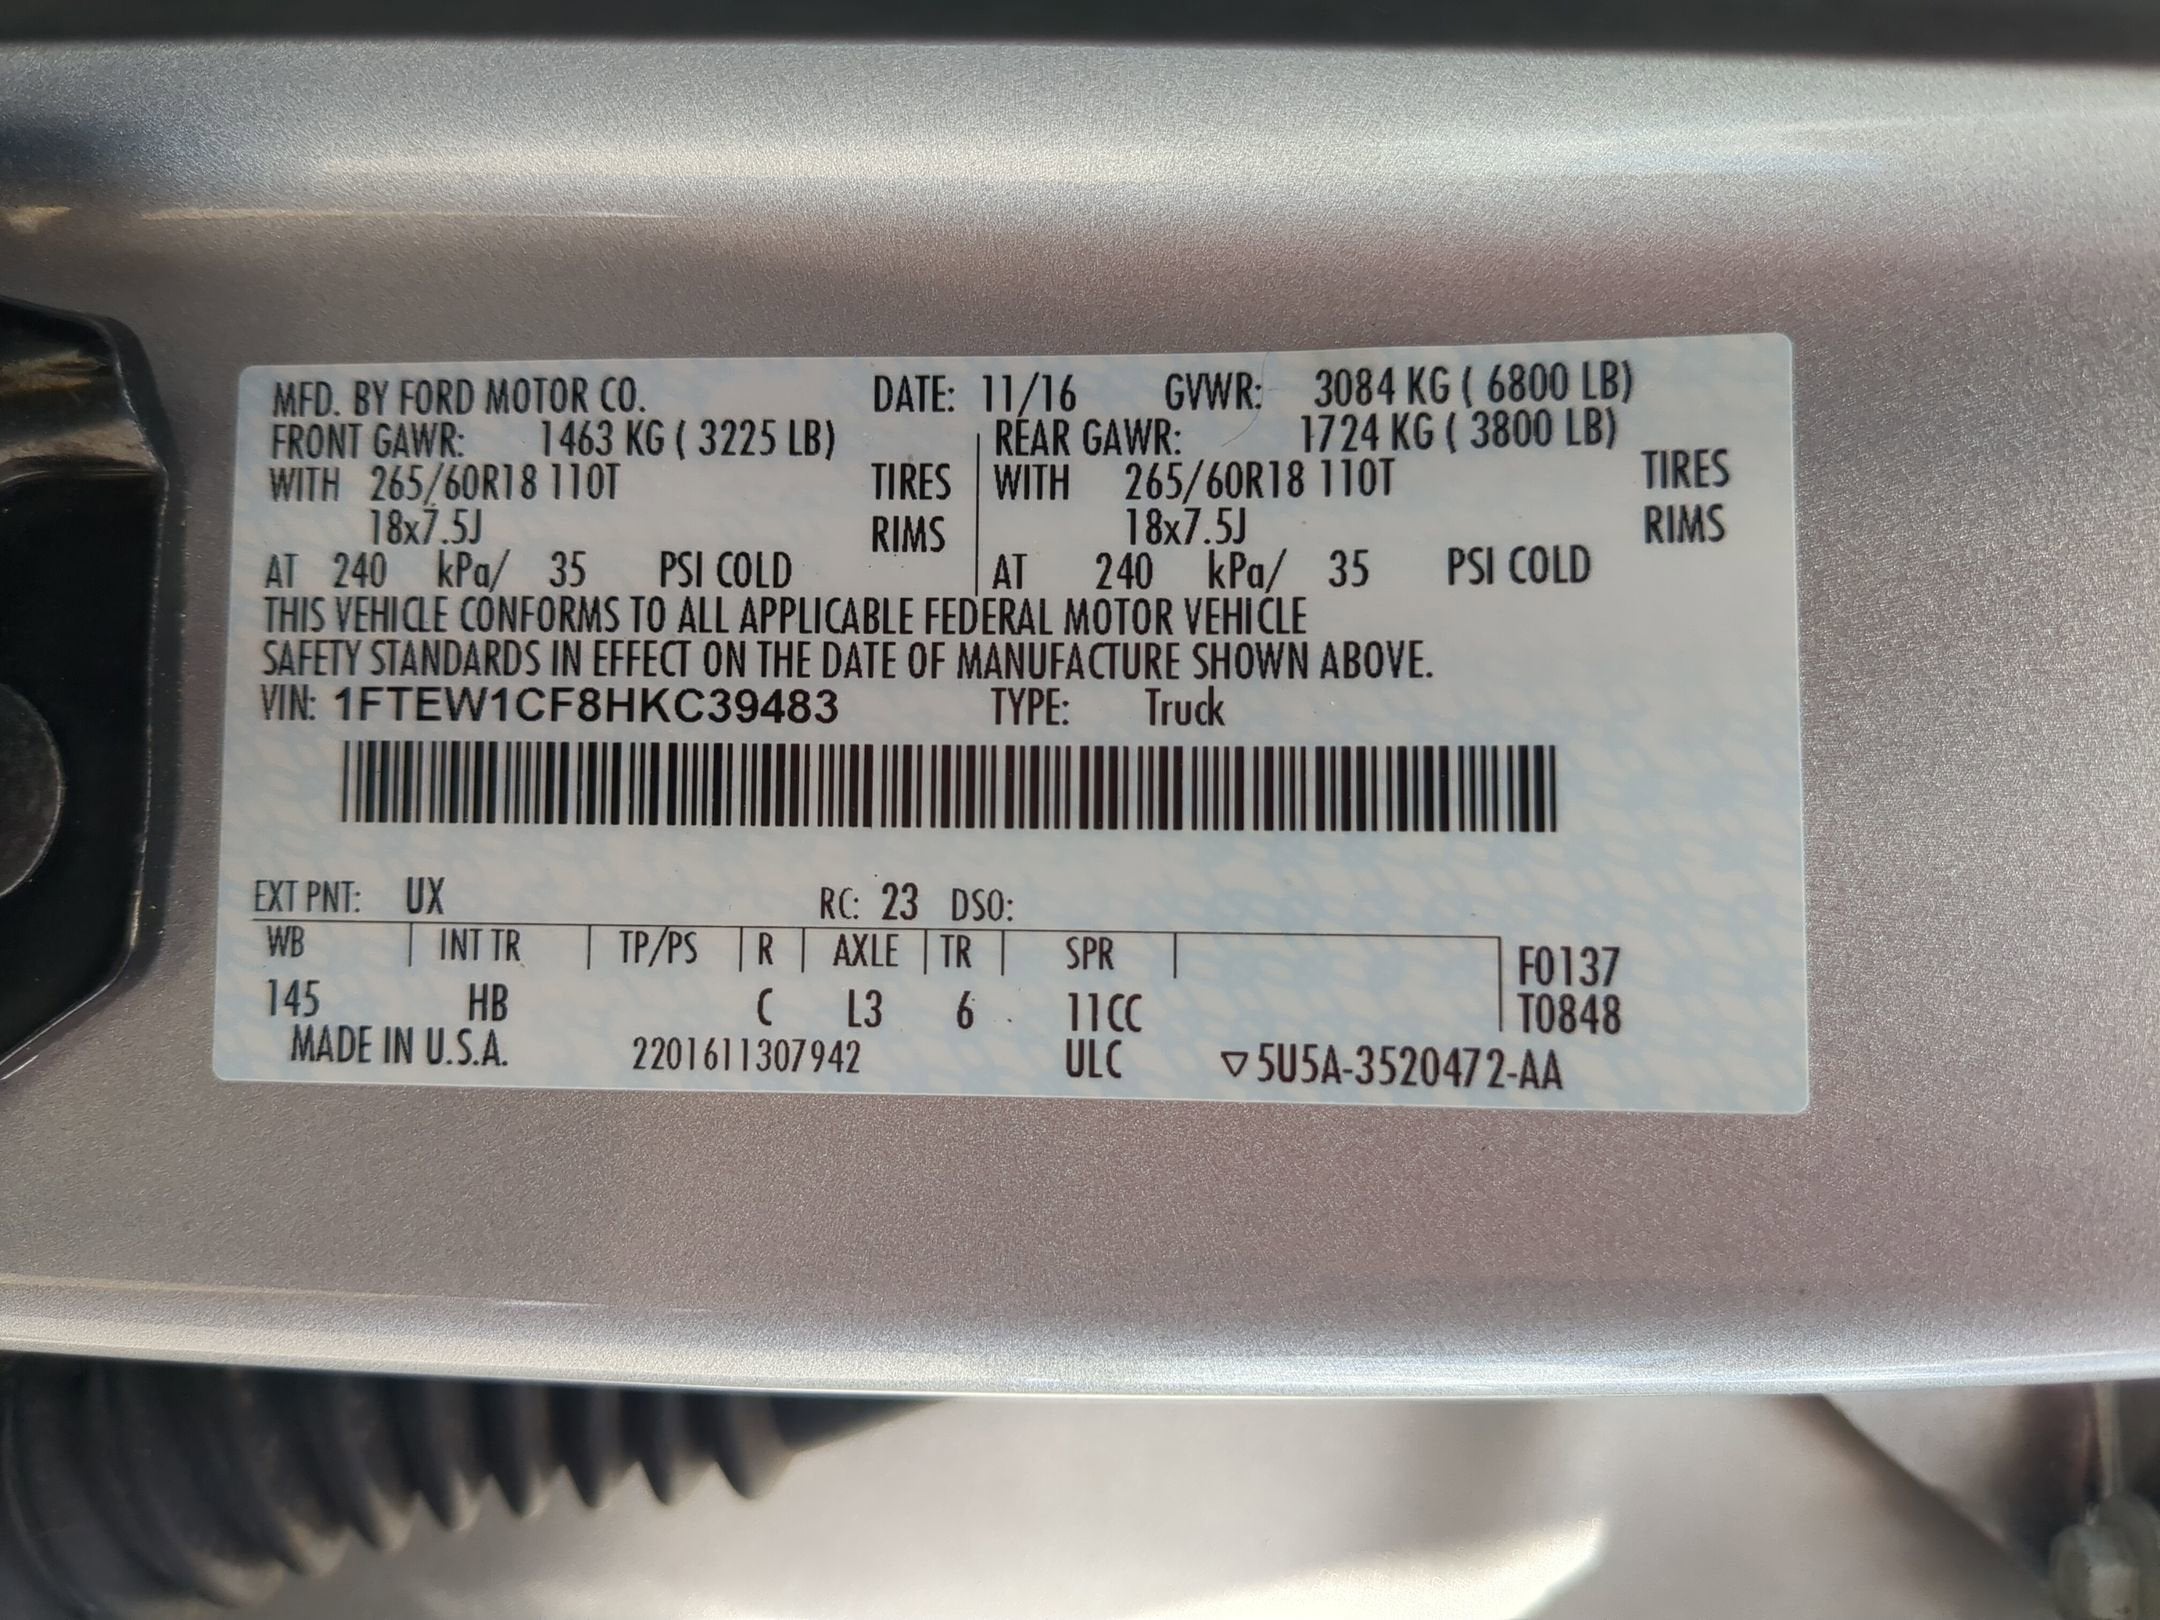 MFD. BY FORD MOTOR CO. DATE: 11/16 GVWR: 3084 KG ( 6800 LB)
FRONT GAWR: 1463 KG ( 3225 LB) REAR GAWR: 1724 KG ( 3800 LB)
WITH 265/60R18 110T TIRES WITH 265/60R18 110T TIRES
18x7.5J RIMS 18x7.5J RIMS
AT 240 kPa/ 35 PSI COLD AT 240 kPa/ 35 PSI COLD
THIS VEHICLE CONFORMS TO ALL APPLICABLE FEDERAL MOTOR VEHICLE
SAFETY STANDARDS IN EFFECT ON THE DATE OF MANUFACTURE SHOWN ABOVE.
VIN: 1FTEW1CF8HKC39483 TYPE: Truck
EXT PNT: UX RC: 23 DSO:
WB INT TR TP/PS R AXLE TR SPR F0137
145 HB C L3 6 11CC T0848
MADE IN U.S.A. 2201611307942 ULC ▽5U5A-3520472-AA